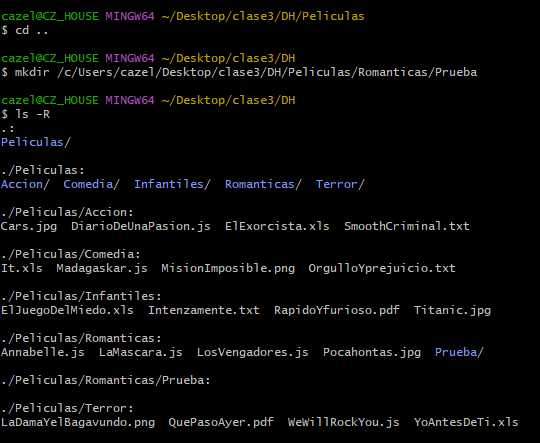 cazel@CZ_HOUSE MINGW64 ~/Desktop/clase3/DH/Peliculas
$ cd ..

cazel@CZ_HOUSE MINGW64 ~/Desktop/clase3/DH
$ mkdir /c/Users/cazel/Desktop/clase3/DH/Peliculas/Romanticas/Prueba

cazel@CZ_HOUSE MINGW64 ~/Desktop/clase3/DH
$ ls -R
.:
Peliculas/

./Peliculas:
Accion/  Comedia/  Infantiles/  Romanticas/  Terror/

./Peliculas/Accion:
Cars.jpg  DiarioDeUnaPasion.js  ElExorcista.xls  SmoothCriminal.txt

./Peliculas/Comedia:
It.xls  Madagaskar.js  MisionImposible.png  OrgulloYprejuicio.txt

./Peliculas/Infantiles:
ElJuegoDelMiedo.xls  Intenzamente.txt  RapidoYfurioso.pdf  Titanic.jpg

./Peliculas/Romanticas:
Annabelle.js  LaMascara.js  LosVengadores.js  Pocahontas.jpg  Prueba/

./Peliculas/Romanticas/Prueba:

./Peliculas/Terror:
LaDamaYelBagavundo.png  QuePasoAyer.pdf  WeWillRockYou.js  YoAntesDeTi.xls